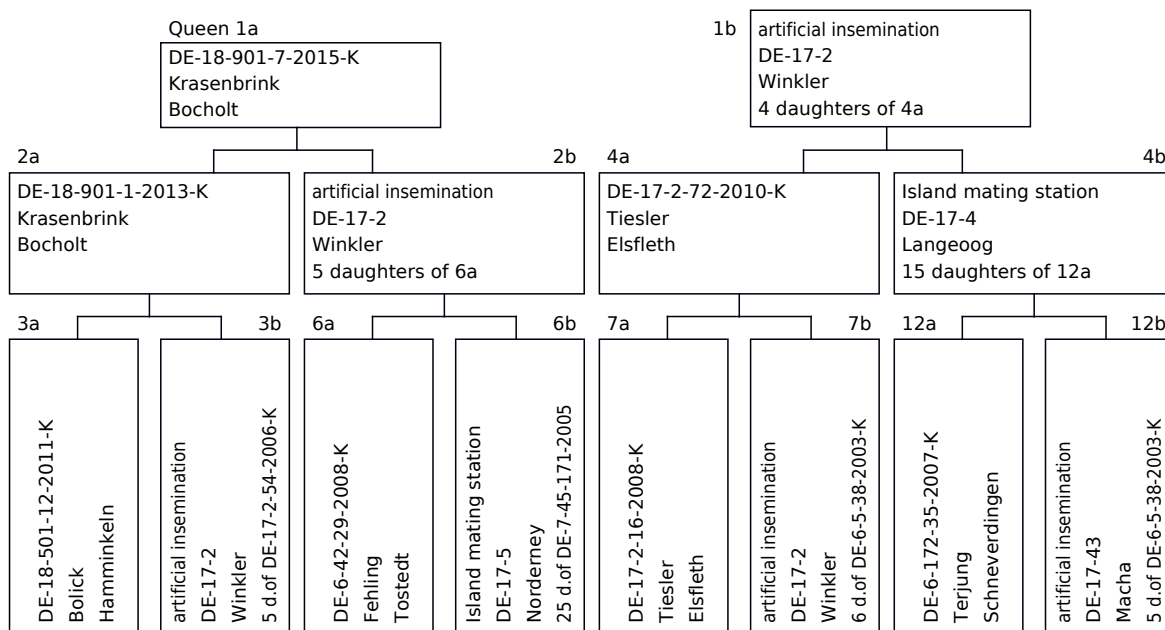 Queen 1a
DE-18-901-7-2015-K
Krasenbrink
Bocholt
1b
artificial insemination
DE-17-2
Winkler
4 daughters of 4a
2a
DE-18-901-1-2013-K
Krasenbrink
Bocholt
2b
artificial insemination
DE-17-2
Winkler
5 daughters of 6a
4a
DE-17-2-72-2010-K
Tiesler
Elsfleth
4b
Island mating station
DE-17-4
Langeoog
15 daughters of 12a
3a
DE-18-501-12-2011-K
Bolick
Hamminkeln
3b
artificial insemination
DE-17-2
Winkler
5 d.of DE-17-2-54-2006-K
6a
DE-6-42-29-2008-K
Fehling
Tostedt
6b
Island mating station
DE-17-5
Norderney
25 d.of DE-7-45-171-2005
7a
DE-17-2-16-2008-K
Tiesler
Elsfleth
7b
artificial insemination
DE-17-2
Winkler
6 d.of DE-6-5-38-2003-K
12a
DE-6-172-35-2007-K
Terjung
Schneverdingen
12b
artificial insemination
DE-17-43
Macha
5 d.of DE-6-5-38-2003-K